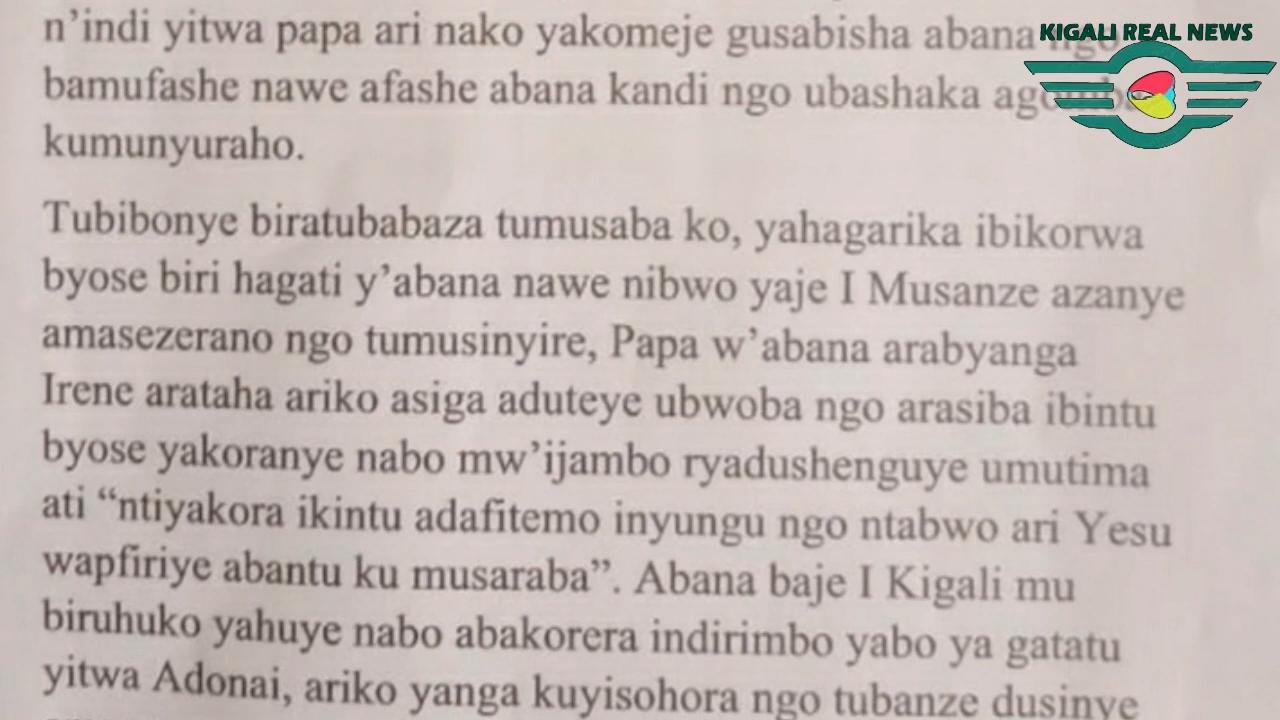 n’indi yitwa papa ari nako yakomeje gusabisha abana ngo
KIGALI REAL NEWS
bamufashe nawe afashe abana kandi ngo ubashaka agomba
kumunyuraho.
Tubibonye biratubabaza tumusaba ko, yahagarika ibikorwa
byose biri hagati y’abana nawe nibwo yaje I Musanze azanye
amasezerano ngo tumusinyire, Papa w’abana arabyanga
Irene arataha ariko asiga aduteye ubwoba ngo arasiba ibintu
byose yakoranye nabo mw’ijambo ryadushenguye umutima
ati “ntiyakora ikintu adafitemo inyungu ngo ntabwo ari Yesu
wapfiriye abantu ku musaraba”. Abana baje I Kigali mu
biruhuko yahuye nabo abakorera indirimbo yabo ya gatatu
yitwa Adonai, ariko yanga kuyisohora ngo tubanze dusinye